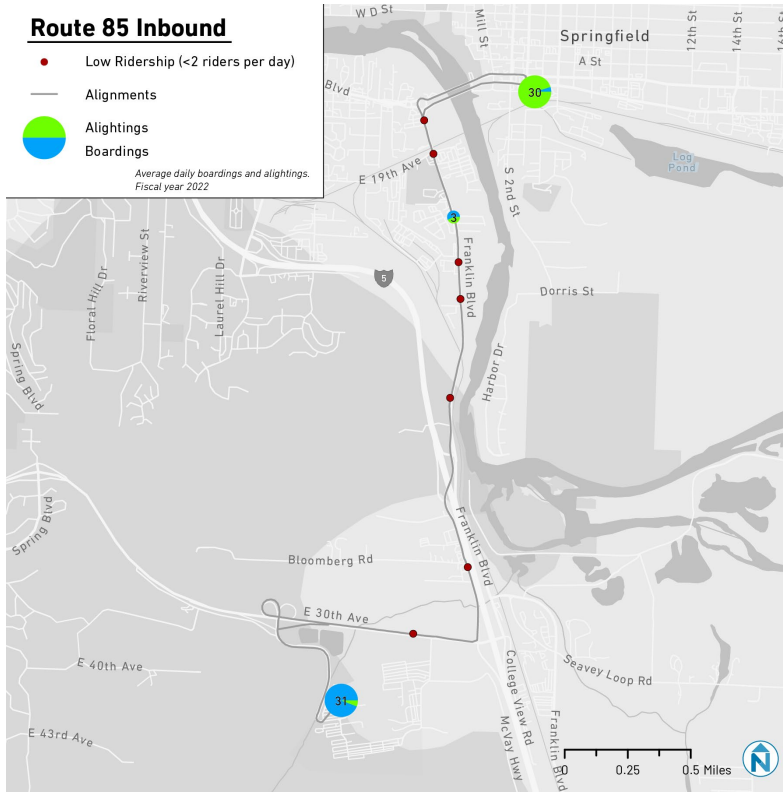 Route 85 Inbound
Low Ridership (<2 riders per day)
Alignments
Alightings
Boardings
Average daily boardings and alightings.
Fiscal year 2022
W D St
Mill St
Springfield
12th St
14th St
A St
Blvd
30
E 19th Ave
Log
Pond
S 2nd St
3
Franklin Blvd
5
Dorris St
Riverview St
Floral Hill Dr
Laurel Hill Dr
Harbor Dr
Spring Blvd
Spring Blvd
Franklin Blvd
Bloomberg Rd
E 30th Ave
E 40th Ave
Seavey Loop Rd
College View Rd
31
E 43rd Ave
McVay Hwy
Franklin Blvd
0
0.25
0.5 Miles
N